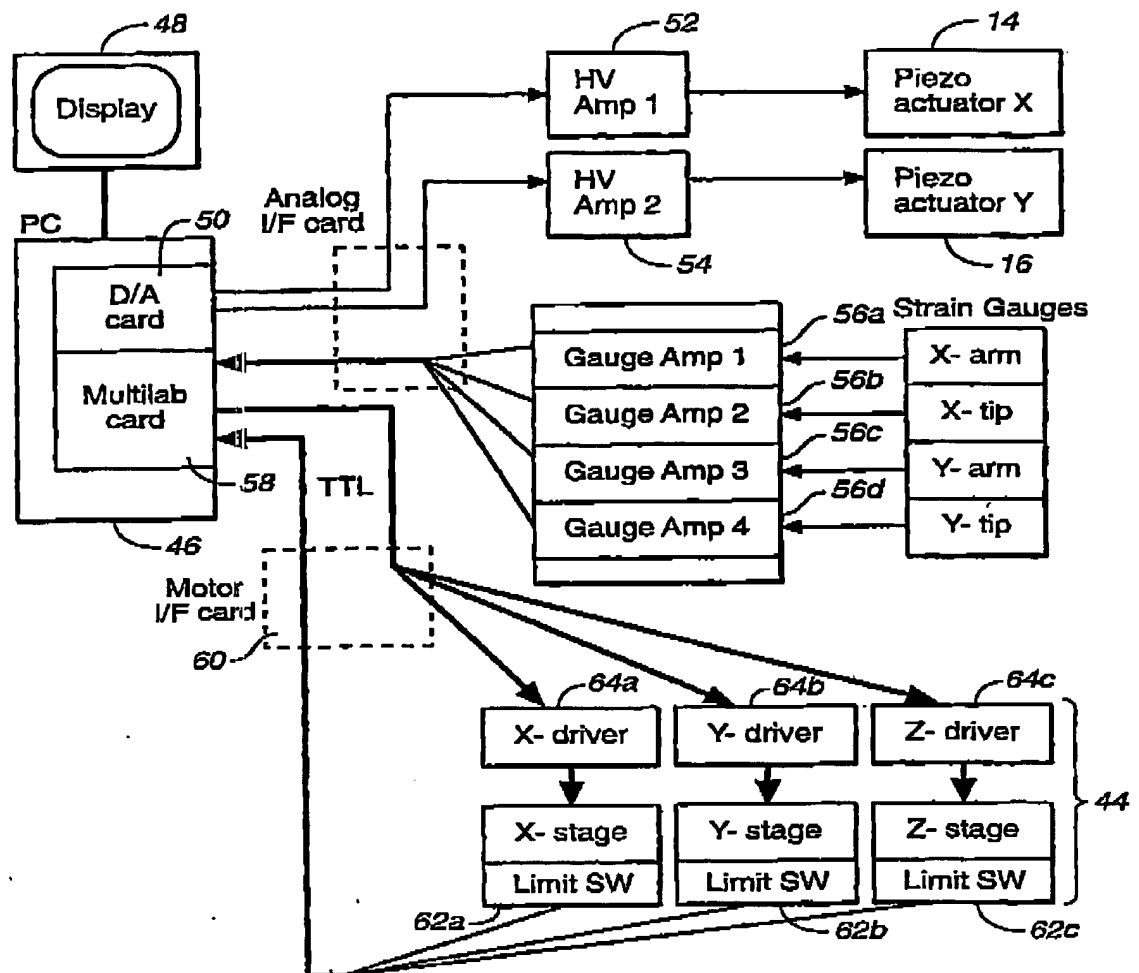 48
52
14
Display
HV
Amp 1
Piezo
actuator X
Analog
I/F card
HV
Amp 2
Piezo
actuator Y
PC
50
54
16
D/A
card
56a
Strain Gauges
Gauge Amp 1
X- arm
Multilab
card
56b
Gauge Amp 2
X- tip
56c
Gauge Amp 3
Y- arm
58
TTL
56d
Gauge Amp 4
Y- tip
46
Motor
I/F card
60
64a
64b
64c
X- driver
Y- driver
Z- driver
44
X- stage
Y- stage
Z- stage
Limit SW
Limit SW
Limit SW
62a
62b
62c